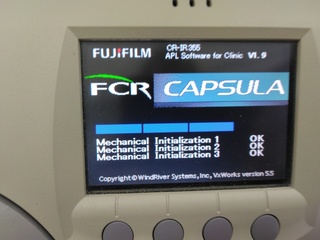 FUJIFILM
CR-IR355
APL Software for Clinic V1.9
FCR CAPSULA
Mechanical Initialization 1 OK
Mechanical Initialization 2 OK
Mechanical Initialization 3 OK
Copyright © WindRiver Systems, Inc, VxWorks version 5.5